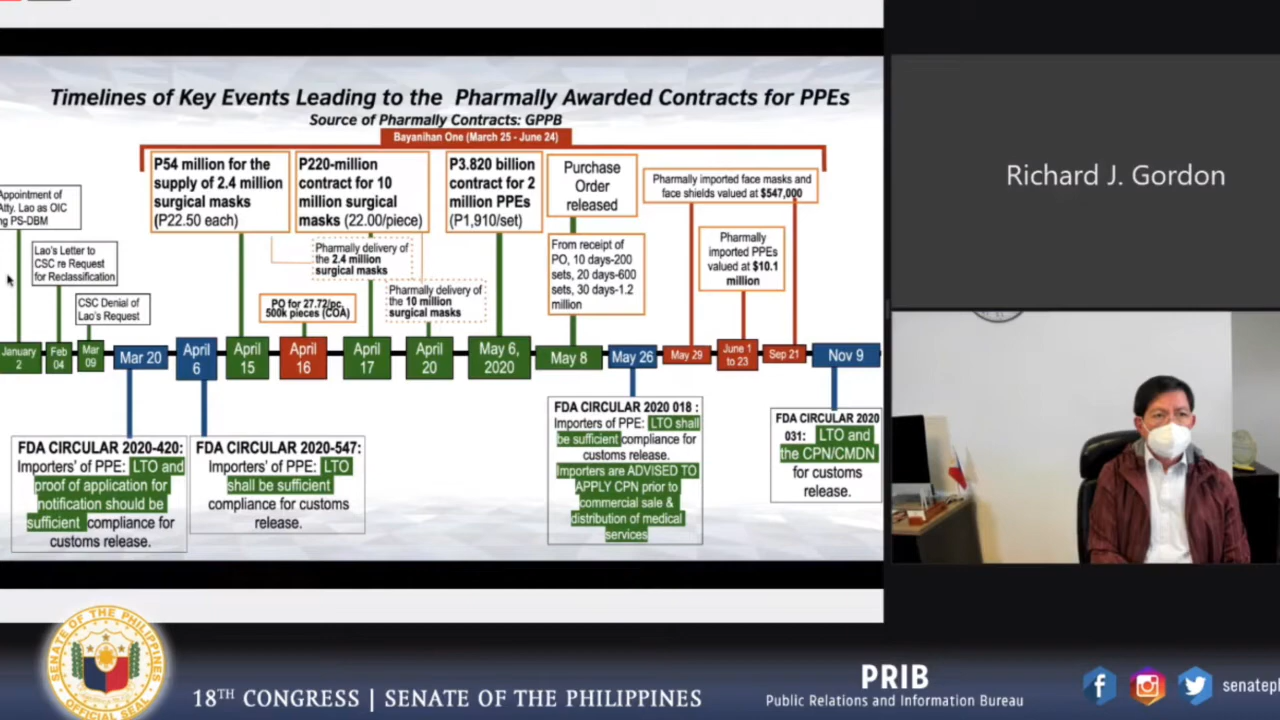 Timelines of Key Events Leading to the Pharmally Awarded Contracts for PPEs
Source of Pharmally Contracts: GPPB
Bayanihan One (March 25 - June 24)
Appointment of
Atty. Lao as OIC
ng PS-DBM
Lao's Letter to
CSC re Request
for Reclassification
CSC Denial of
Lao's Request
P54 million for the
supply of 2.4 million
surgical masks
(P22.50 each)
P220-million
contract for 10
million surgical
masks (22.00/piece)
P3.820 billion
contract for 2
million PPEs
(P1,910/set)
Purchase
Order
released
Pharmally imported face masks and
face shields valued at $547,000
Pharmally delivery of
the 2.4 million
surgical masks
PO for 27.72/pc,
500k pieces (COA)
Pharmally delivery of
the 10 million
surgical masks
From receipt of
PO, 10 days-200
sets, 20 days-600
sets, 30 days-1.2
million
Pharmally
imported PPEs
valued at $10.1
million
January
2
Feb
04
Mar
09
Mar 20
April
6
April
15
April
16
April
17
April
20
May 6,
2020
May 8
May 26
May 29
June 1
to 23
Sep 21
Nov 9
FDA CIRCULAR 2020-420:
Importers' of PPE: LTO and
proof of application for
notification should be
sufficient compliance for
customs release.
FDA CIRCULAR 2020-547:
Importers' of PPE: LTO
shall be sufficient
compliance for customs
release.
FDA CIRCULAR 2020 018 :
Importers of PPE: LTO shall
be sufficient compliance for
customs release.
Importers are ADVISED TO
APPLY CPN prior to
commercial sale &
distribution of medical
services
FDA CIRCULAR 2020
031: LTO and
the CPN/CMDN
for customs
release.
Richard J. Gordon
SENATE OF THE PHILIPPINES
OFFICIAL SEAL
18TH CONGRESS | SENATE OF THE PHILIPPINES
PRIB
Public Relations and Information Bureau
senateph